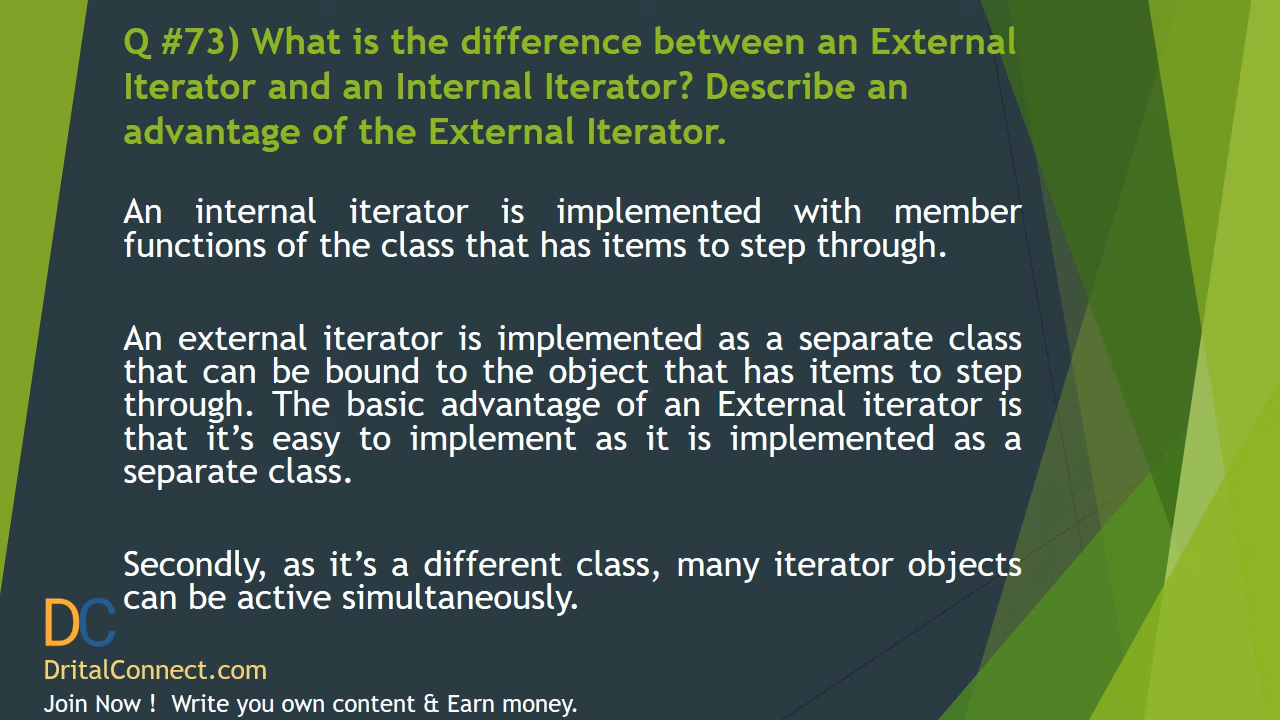 Q #73) What is the difference between an External
Iterator and an Internal Iterator? Describe an
advantage of the External Iterator.
An internal iterator is implemented with member
functions of the class that has items to step through.
An external iterator is implemented as a separate class
that can be bound to the object that has items to step
through. The basic advantage of an External iterator is
that it’s easy to implement as it is implemented as a
separate class.
Secondly, as it’s a different class, many iterator objects
can be active simultaneously.
DC
DritalConnect.com
Join Now ! Write you own content & Earn money.